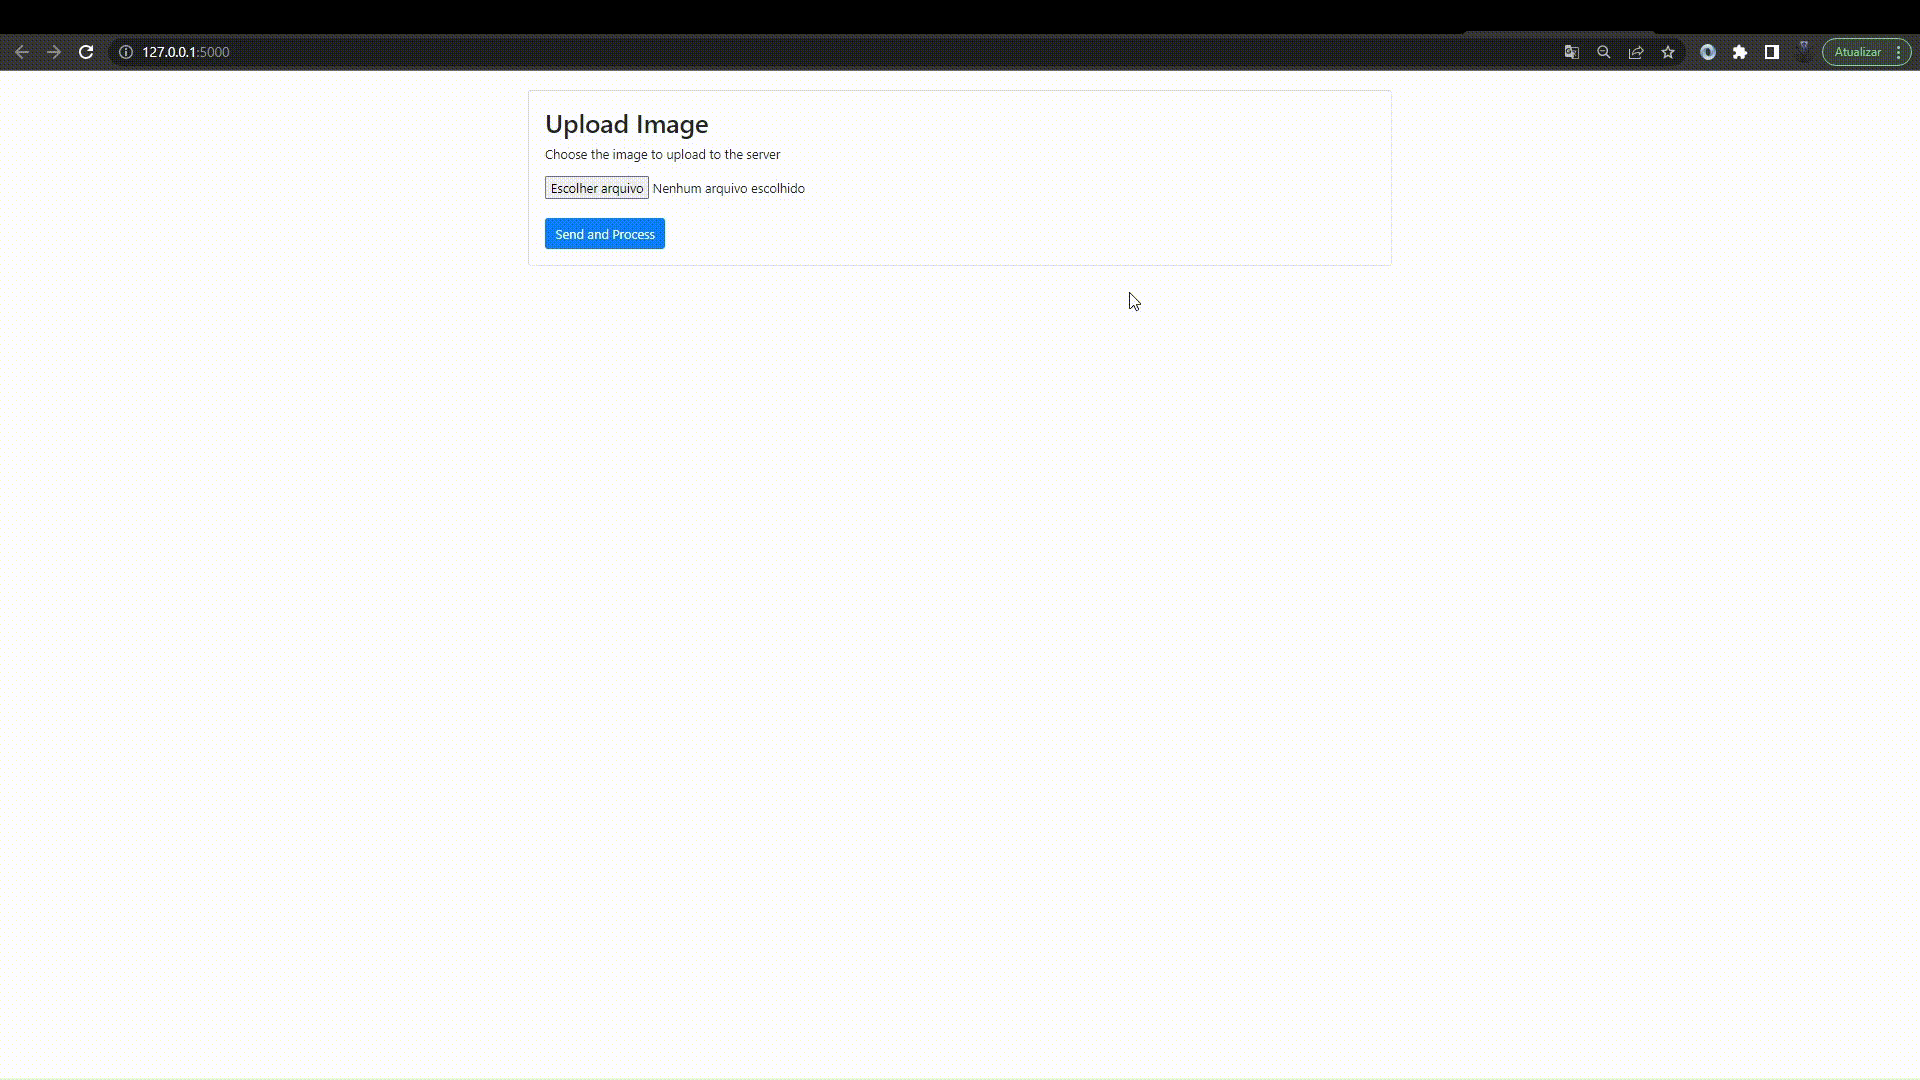 127.0.0.1:5000
Atualizar
Upload Image
Choose the image to upload to the server
Escolher arquivo Nenhum arquivo escolhido
Send and Process